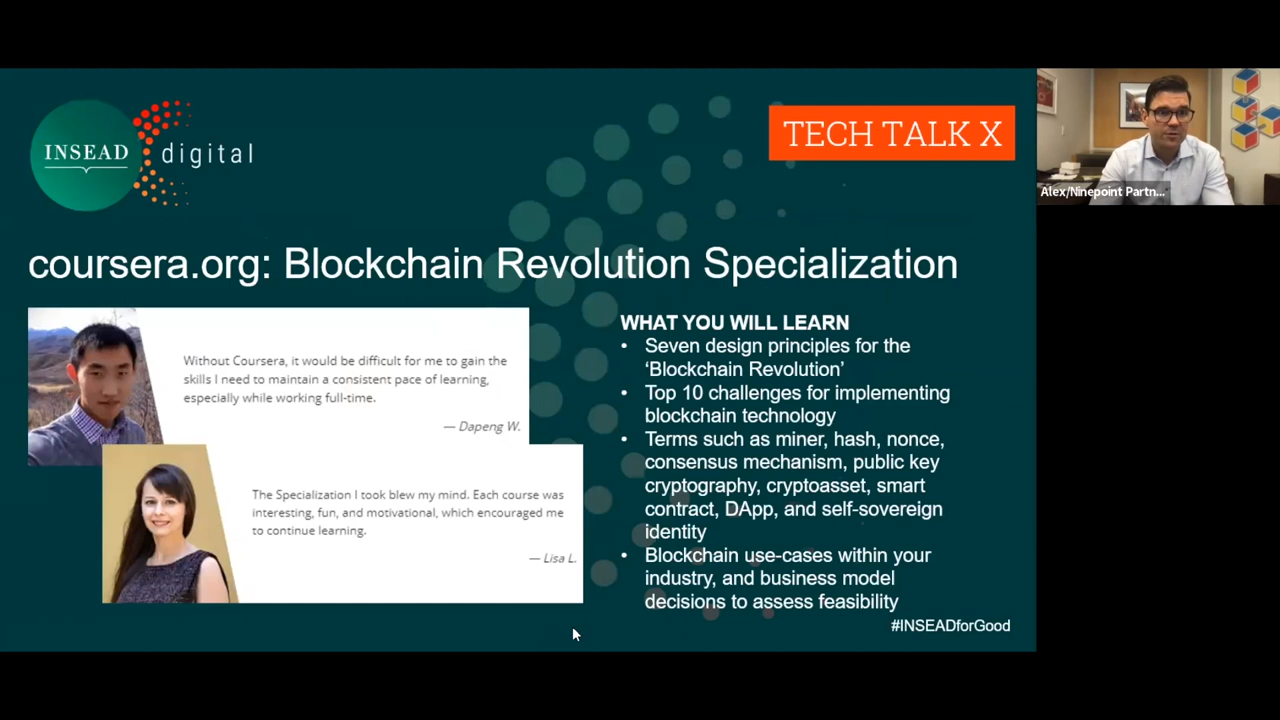 INSEAD
digital
TECH TALK X
Alex/Ninepoint Partn...
coursera.org: Blockchain Revolution Specialization
Without Coursera, it would be difficult for me to gain the
skills I need to maintain a consistent pace of learning,
especially while working full-time.
— Dapeng W.
The Specialization I took blew my mind. Each course was
interesting, fun, and motivational, which encouraged me
to continue learning.
— Lisa L.
WHAT YOU WILL LEARN
• Seven design principles for the
‘Blockchain Revolution’
• Top 10 challenges for implementing
blockchain technology
• Terms such as miner, hash, nonce,
consensus mechanism, public key
cryptography, cryptoasset, smart
contract, DApp, and self-sovereign
identity
• Blockchain use-cases within your
industry, and business model
decisions to assess feasibility
#INSEADforGood